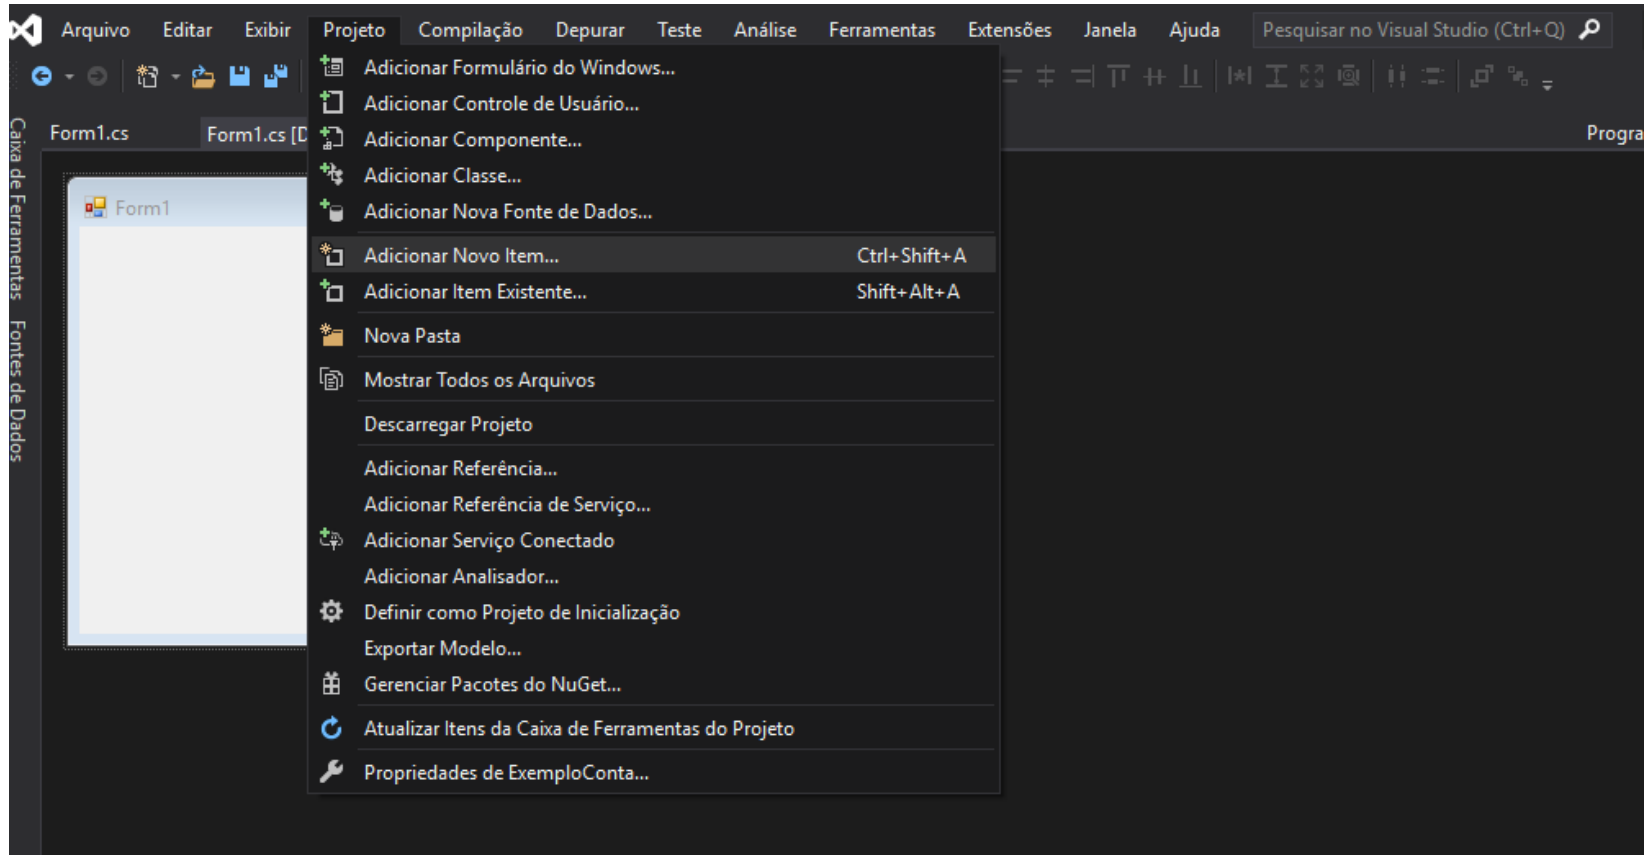 Arquivo Editar Exibir Projeto Compilação Depurar Teste Análise Ferramentas Extensões Janela Ajuda Pesquisar no Visual Studio (Ctrl+Q)
Caixa de Ferramentas
Fontes de Dados
Form1.cs Form1.cs [D Progra
Form1
Adicionar Formulário do Windows...
Adicionar Controle de Usuário...
Adicionar Componente...
Adicionar Classe...
Adicionar Nova Fonte de Dados...
Adicionar Novo Item... Ctrl+Shift+A
Adicionar Item Existente... Shift+Alt+A
Nova Pasta
Mostrar Todos os Arquivos
Descarregar Projeto
Adicionar Referência...
Adicionar Referência de Serviço...
Adicionar Serviço Conectado
Adicionar Analisador...
Definir como Projeto de Inicialização
Exportar Modelo...
Gerenciar Pacotes do NuGet...
Atualizar Itens da Caixa de Ferramentas do Projeto
Propriedades de ExemploConta...